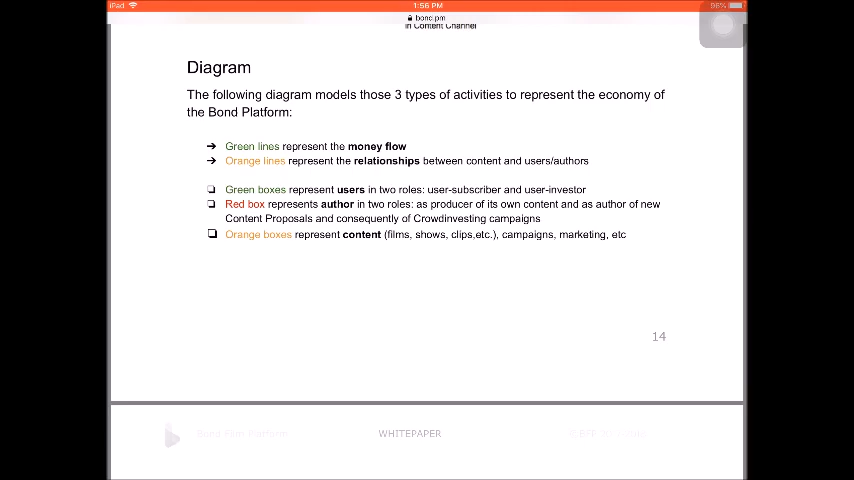 iPad 1:56 PM 96%
bond.pm
in Content Channel
Diagram
The following diagram models those 3 types of activities to represent the economy of
the Bond Platform:
➔ Green lines represent the money flow
➔ Orange lines represent the relationships between content and users/authors
❏ Green boxes represent users in two roles: user-subscriber and user-investor
❏ Red box represents author in two roles: as producer of its own content and as author of new
Content Proposals and consequently of Crowdinvesting campaigns
❏ Orange boxes represent content (films, shows, clips,etc.), campaigns, marketing, etc
14
Bond Film Platform WHITEPAPER